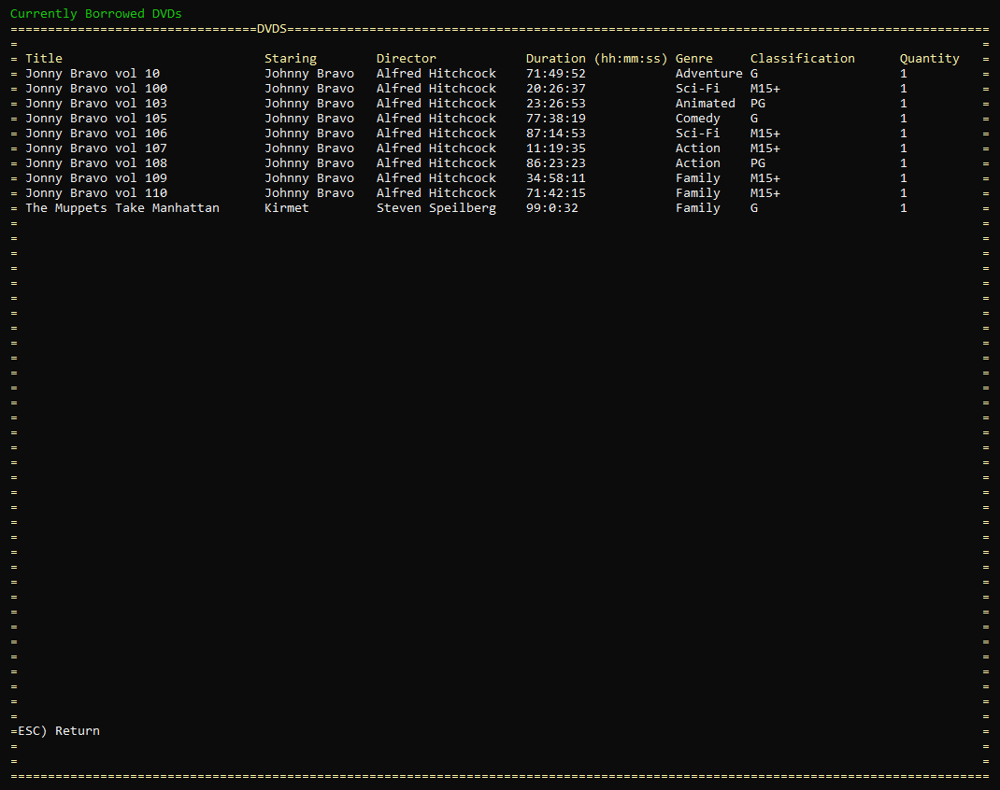 Currently Borrowed DVDs
DVDS
Title Staring Director Duration (hh:mm:ss) Genre Classification Quantity
Jonny Bravo vol 10 Johnny Bravo Alfred Hitchcock 71:49:52 Adventure G 1
Jonny Bravo vol 100 Johnny Bravo Alfred Hitchcock 20:26:37 Sci-Fi M15+ 1
Jonny Bravo vol 103 Johnny Bravo Alfred Hitchcock 23:26:53 Animated PG 1
Jonny Bravo vol 105 Johnny Bravo Alfred Hitchcock 77:38:19 Comedy G 1
Jonny Bravo vol 106 Johnny Bravo Alfred Hitchcock 87:14:53 Sci-Fi M15+ 1
Jonny Bravo vol 107 Johnny Bravo Alfred Hitchcock 11:19:35 Action M15+ 1
Jonny Bravo vol 108 Johnny Bravo Alfred Hitchcock 86:23:23 Action PG 1
Jonny Bravo vol 109 Johnny Bravo Alfred Hitchcock 34:58:11 Family M15+ 1
Jonny Bravo vol 110 Johnny Bravo Alfred Hitchcock 71:42:15 Family M15+ 1
The Muppets Take Manhattan Kirmet Steven Speilberg 99:0:32 Family G 1
ESC) Return